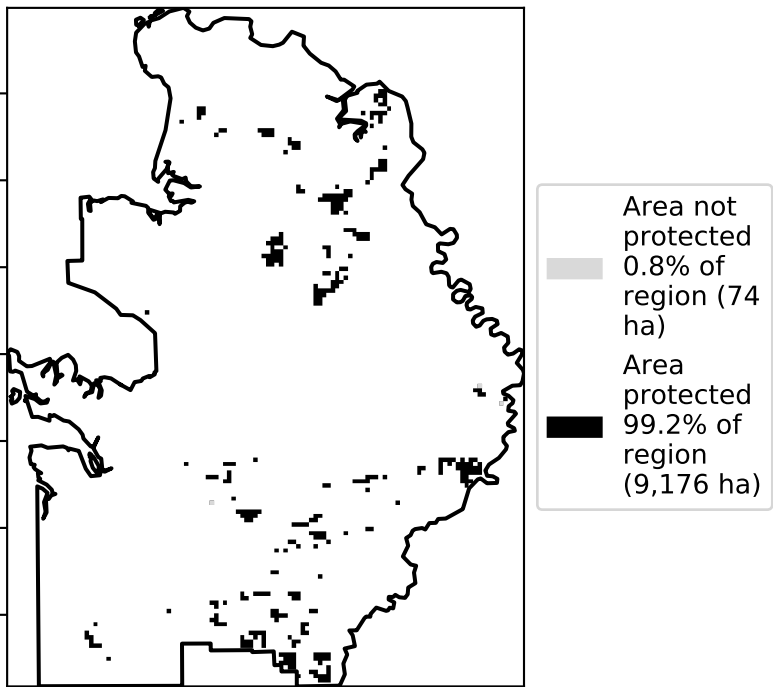 Area not
protected
0.8% of
region (74
ha)
Area
protected
99.2% of
region
(9,176 ha)